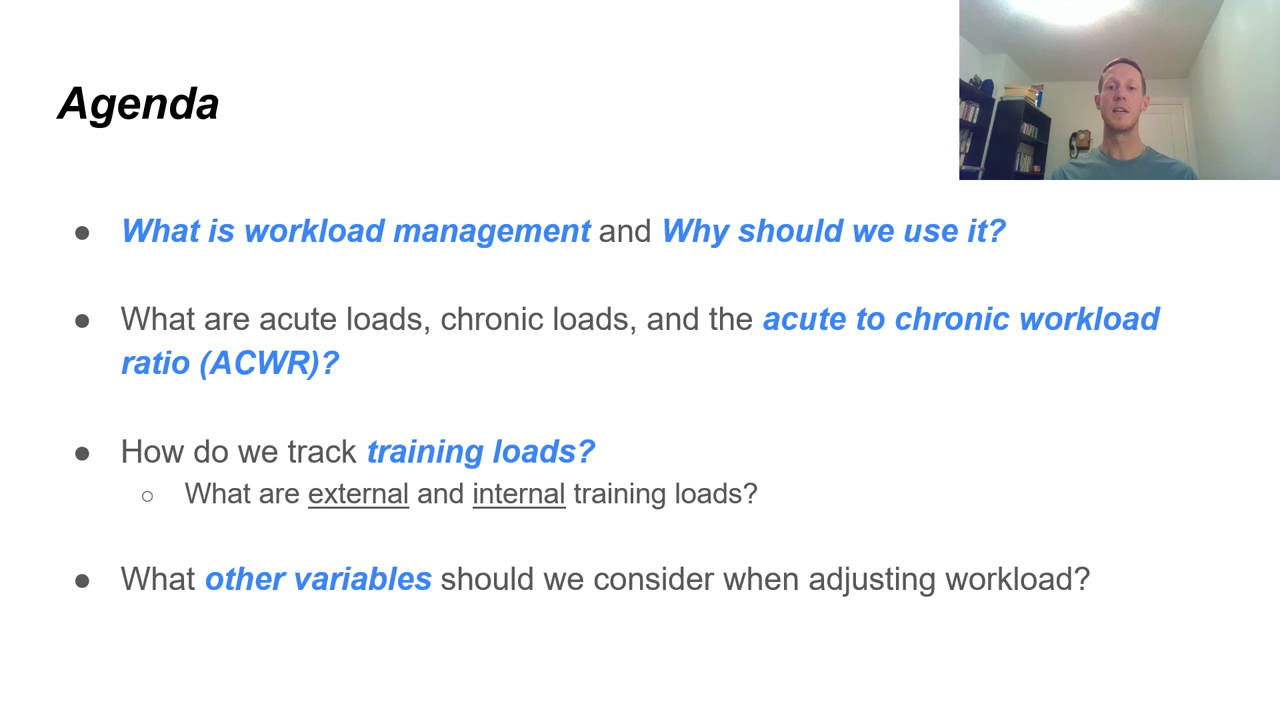 Agenda
● What is workload management and Why should we use it?
● What are acute loads, chronic loads, and the acute to chronic workload
ratio (ACWR)?
● How do we track training loads?
○ What are external and internal training loads?
● What other variables should we consider when adjusting workload?